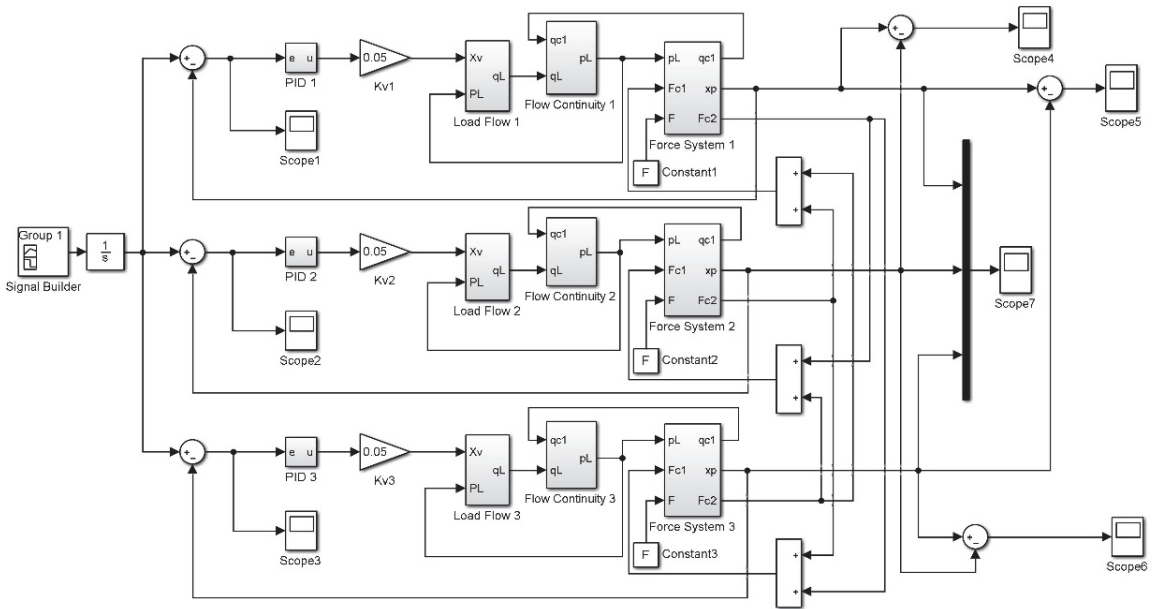 Group 1
Signal Builder
1
s
+
-
e u
PID 1
0.05
Kv1
Xv
PL
qL
Load Flow 1
qc1
qL
pL
Flow Continuity 1
pL
Fc1
F
qc1
xp
Fc2
Force System 1
F
Constant1
Scope1
+
+
+
-
Scope4
+
-
Scope5
+
-
e u
PID 2
0.05
Kv2
Xv
PL
qL
Load Flow 2
qc1
qL
pL
Flow Continuity 2
pL
Fc1
F
qc1
xp
Fc2
Force System 2
F
Constant2
Scope2
+
+
Scope7
+
-
e u
PID 3
0.05
Kv3
Xv
PL
qL
Load Flow 3
qc1
qL
pL
Flow Continuity 3
pL
Fc1
F
qc1
xp
Fc2
Force System 3
F
Constant3
Scope3
+
+
+
-
Scope6